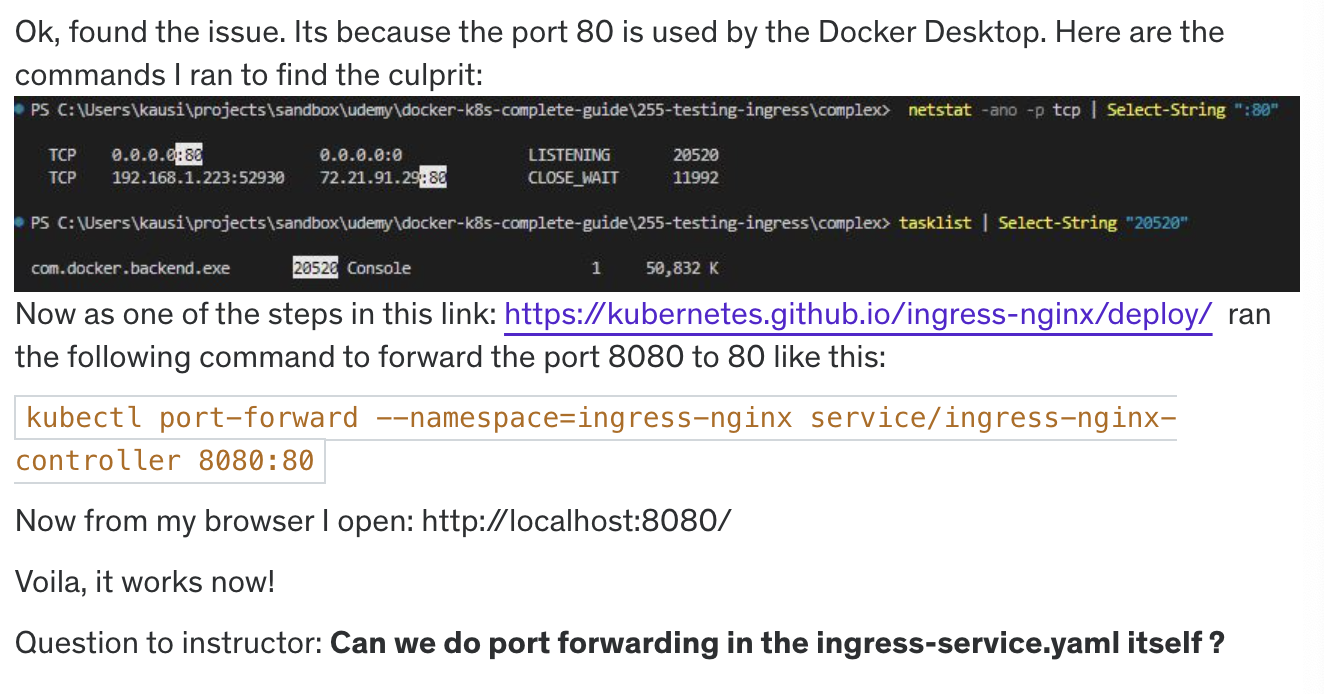 Ok, found the issue. Its because the port 80 is used by the Docker Desktop. Here are the
commands I ran to find the culprit:
PS C:\Users\kausi\projects\sandbox\udemy\docker-k8s-complete-guide\255-testing-ingress\complex> netstat -ano -p tcp | Select-String ":80"
TCP 0.0.0.0:80 0.0.0.0:0 LISTENING 20520
TCP 192.168.1.223:52930 72.21.91.29:80 CLOSE_WAIT 11992
PS C:\Users\kausi\projects\sandbox\udemy\docker-k8s-complete-guide\255-testing-ingress\complex> tasklist | Select-String "20520"
com.docker.backend.exe 20520 Console 1 50,832 K
Now as one of the steps in this link: https://kubernetes.github.io/ingress-nginx/deploy/ ran
the following command to forward the port 8080 to 80 like this:
kubectl port-forward --namespace=ingress-nginx service/ingress-nginx-
controller 8080:80
Now from my browser I open: http://localhost:8080/
Voila, it works now!
Question to instructor: Can we do port forwarding in the ingress-service.yaml itself ?